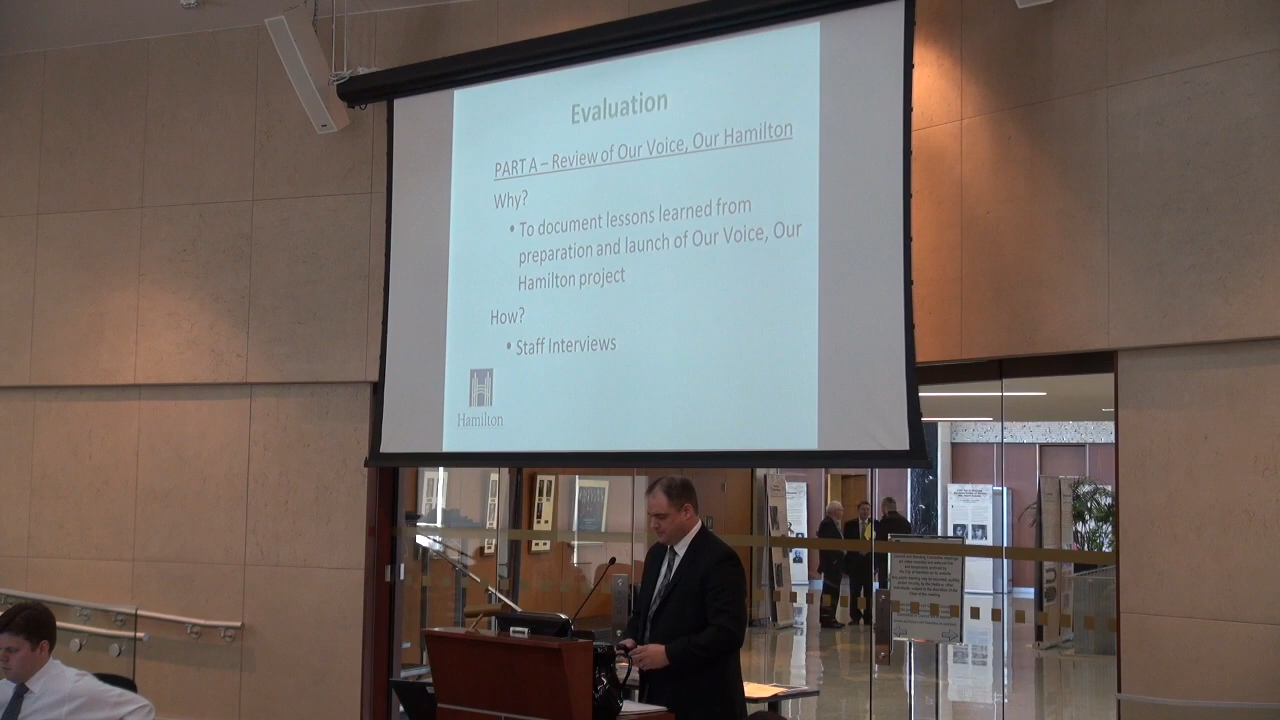 Evaluation
PART A – Review of Our Voice, Our Hamilton
Why?
• To document lessons learned from
preparation and launch of Our Voice, Our
Hamilton project
How?
• Staff Interviews
Hamilton